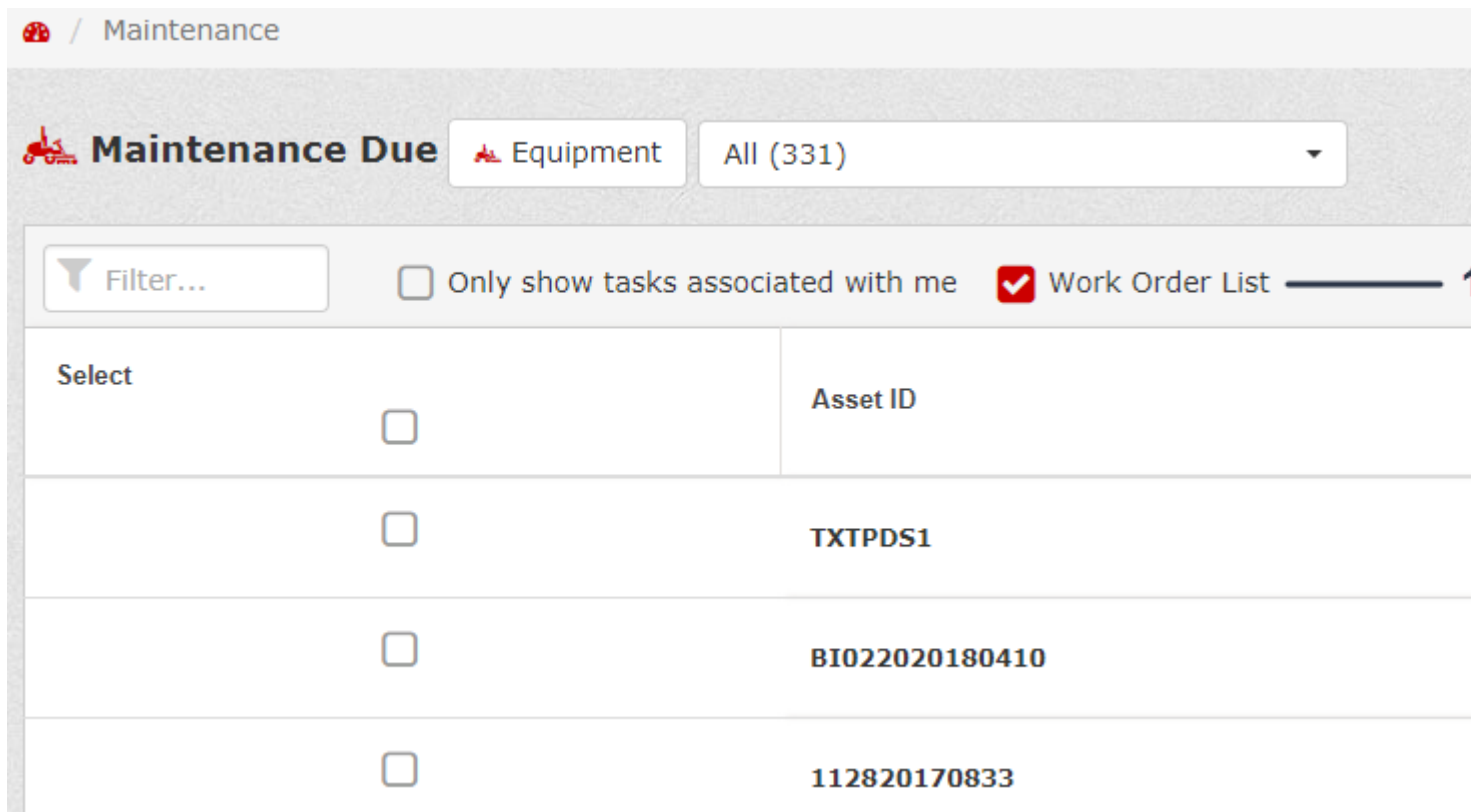 / Maintenance
Maintenance Due Equipment All (331)
Filter... Only show tasks associated with me Work Order List
Select
Asset ID
TXTPDS1
BI022020180410
112820170833